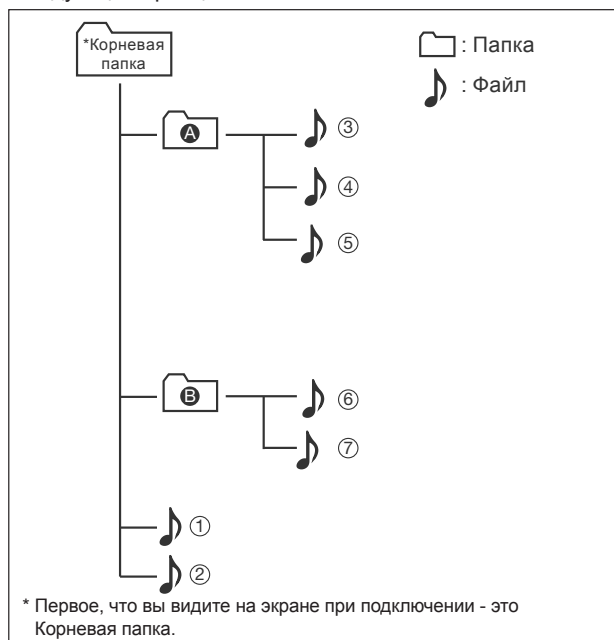 *Корневая
папка
: Папка
: Файл
A
③
④
⑤
B
⑥
⑦
①
②
* Первое, что вы видите на экране при подключении - это
Корневая папка.